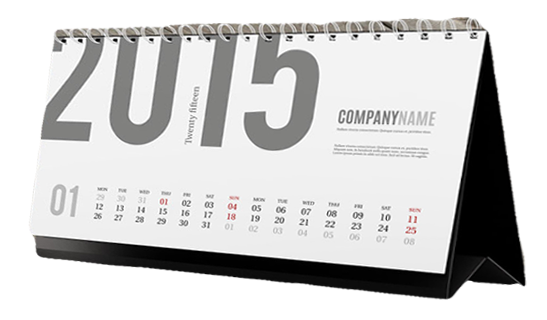 2015
Twenty fifteen
COMPANYNAME
01
MON TUE WED THU FRI SAT SUN MON TUE WED THU FRI SAT SUN
29 30 31 01 02 03 04 05 06 07 08 09 10 11
12 13 14 15 16 17 18 19 20 21 22 23 24 25
26 27 28 29 30 31 01 02 03 04 05 06 07 08